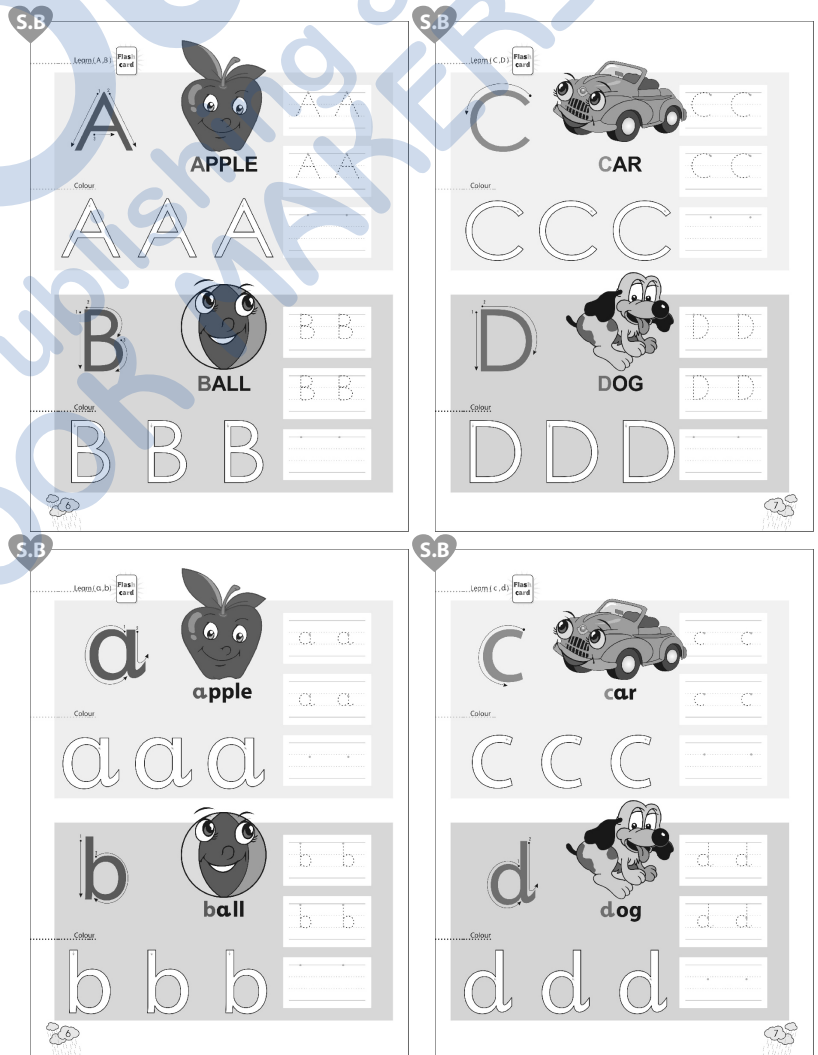 S.B
Learn (A,B)
Flash card
A
APPLE
A A
A A
Colour
A A A
B
BALL
B B
B B
Colour
B B B
6
S.B
Learn (C,D)
Flash card
C
CAR
C C
C C
Colour
C C C
D
DOG
D D
D D
Colour
D D D
7
S.B
Learn (a,b)
Flash card
a
apple
a a
a a
Colour
a a a
b
ball
b b
b b
Colour
b b b
6
S.B
Learn (c,d)
Flash card
c
car
c c
c c
Colour
c c c
d
dog
d d
d d
Colour
d d d
7